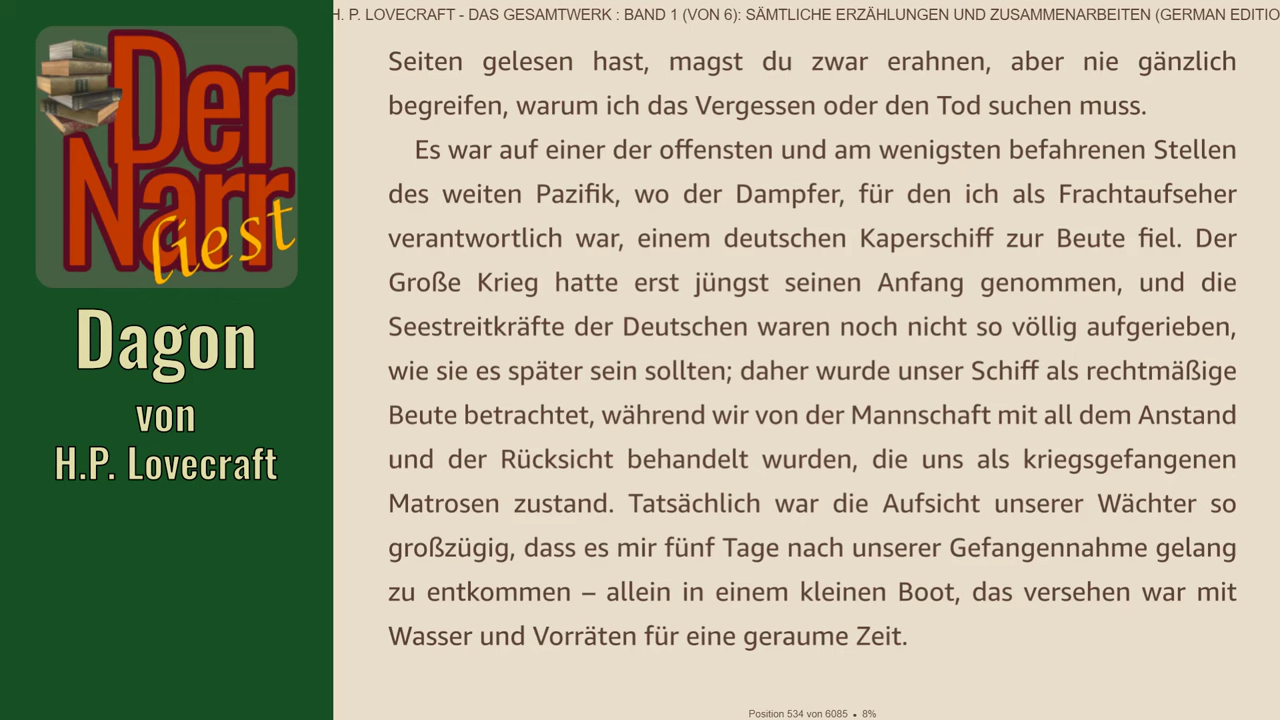 Der
Narr
liest
Dagon
von
H.P. Lovecraft
H. P. LOVECRAFT - DAS GESAMTWERK : BAND 1 (VON 6): SÄMTLICHE ERZÄHLUNGEN UND ZUSAMMENARBEITEN (GERMAN EDITIO
Seiten gelesen hast, magst du zwar erahnen, aber nie gänzlich
begreifen, warum ich das Vergessen oder den Tod suchen muss.
Es war auf einer der offensten und am wenigsten befahrenen Stellen
des weiten Pazifik, wo der Dampfer, für den ich als Frachtaufseher
verantwortlich war, einem deutschen Kaperschiff zur Beute fiel. Der
Große Krieg hatte erst jüngst seinen Anfang genommen, und die
Seestreitkräfte der Deutschen waren noch nicht so völlig aufgerieben,
wie sie es später sein sollten; daher wurde unser Schiff als rechtmäßige
Beute betrachtet, während wir von der Mannschaft mit all dem Anstand
und der Rücksicht behandelt wurden, die uns als kriegsgefangenen
Matrosen zustand. Tatsächlich war die Aufsicht unserer Wächter so
großzügig, dass es mir fünf Tage nach unserer Gefangennahme gelang
zu entkommen – allein in einem kleinen Boot, das versehen war mit
Wasser und Vorräten für eine geraume Zeit.
Position 534 von 6085 • 8%